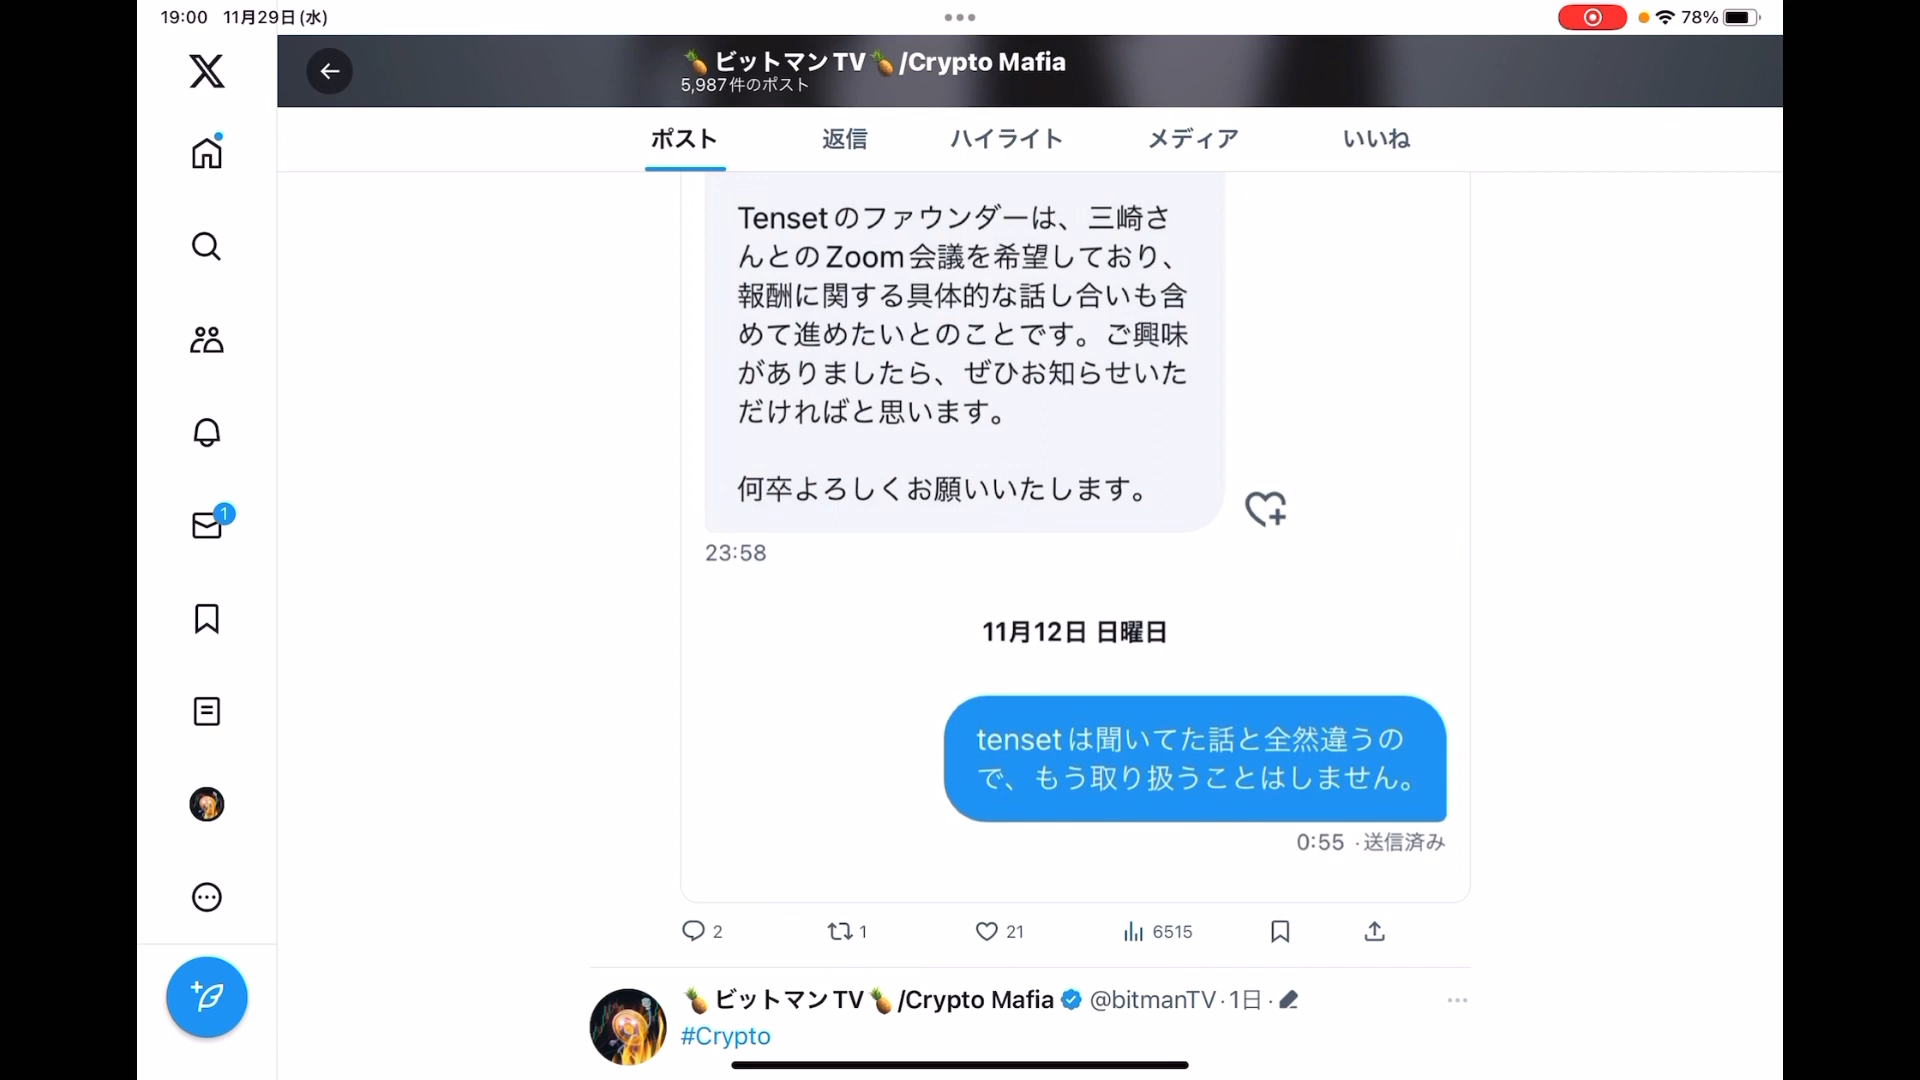 19:00 11月29日(水)
78%
🍍ビットマンTV🍍/Crypto Mafia
5,987件のポスト
ポスト 返信 ハイライト メディア いいね
Tensetのファウンダーは、三崎さ
んとのZoom会議を希望しており、
報酬に関する具体的な話し合いも含
めて進めたいとのことです。ご興味
がありましたら、ぜひお知らせいた
だければと思います。
何卒よろしくお願いいたします。
23:58
11月12日 日曜日
tensetは聞いてた話と全然違うの
で、もう取り扱うことはしません。
0:55 · 送信済み
2 1 21 6515
🍍ビットマンTV🍍/Crypto Mafia @bitmanTV · 1日 ·
#Crypto
1